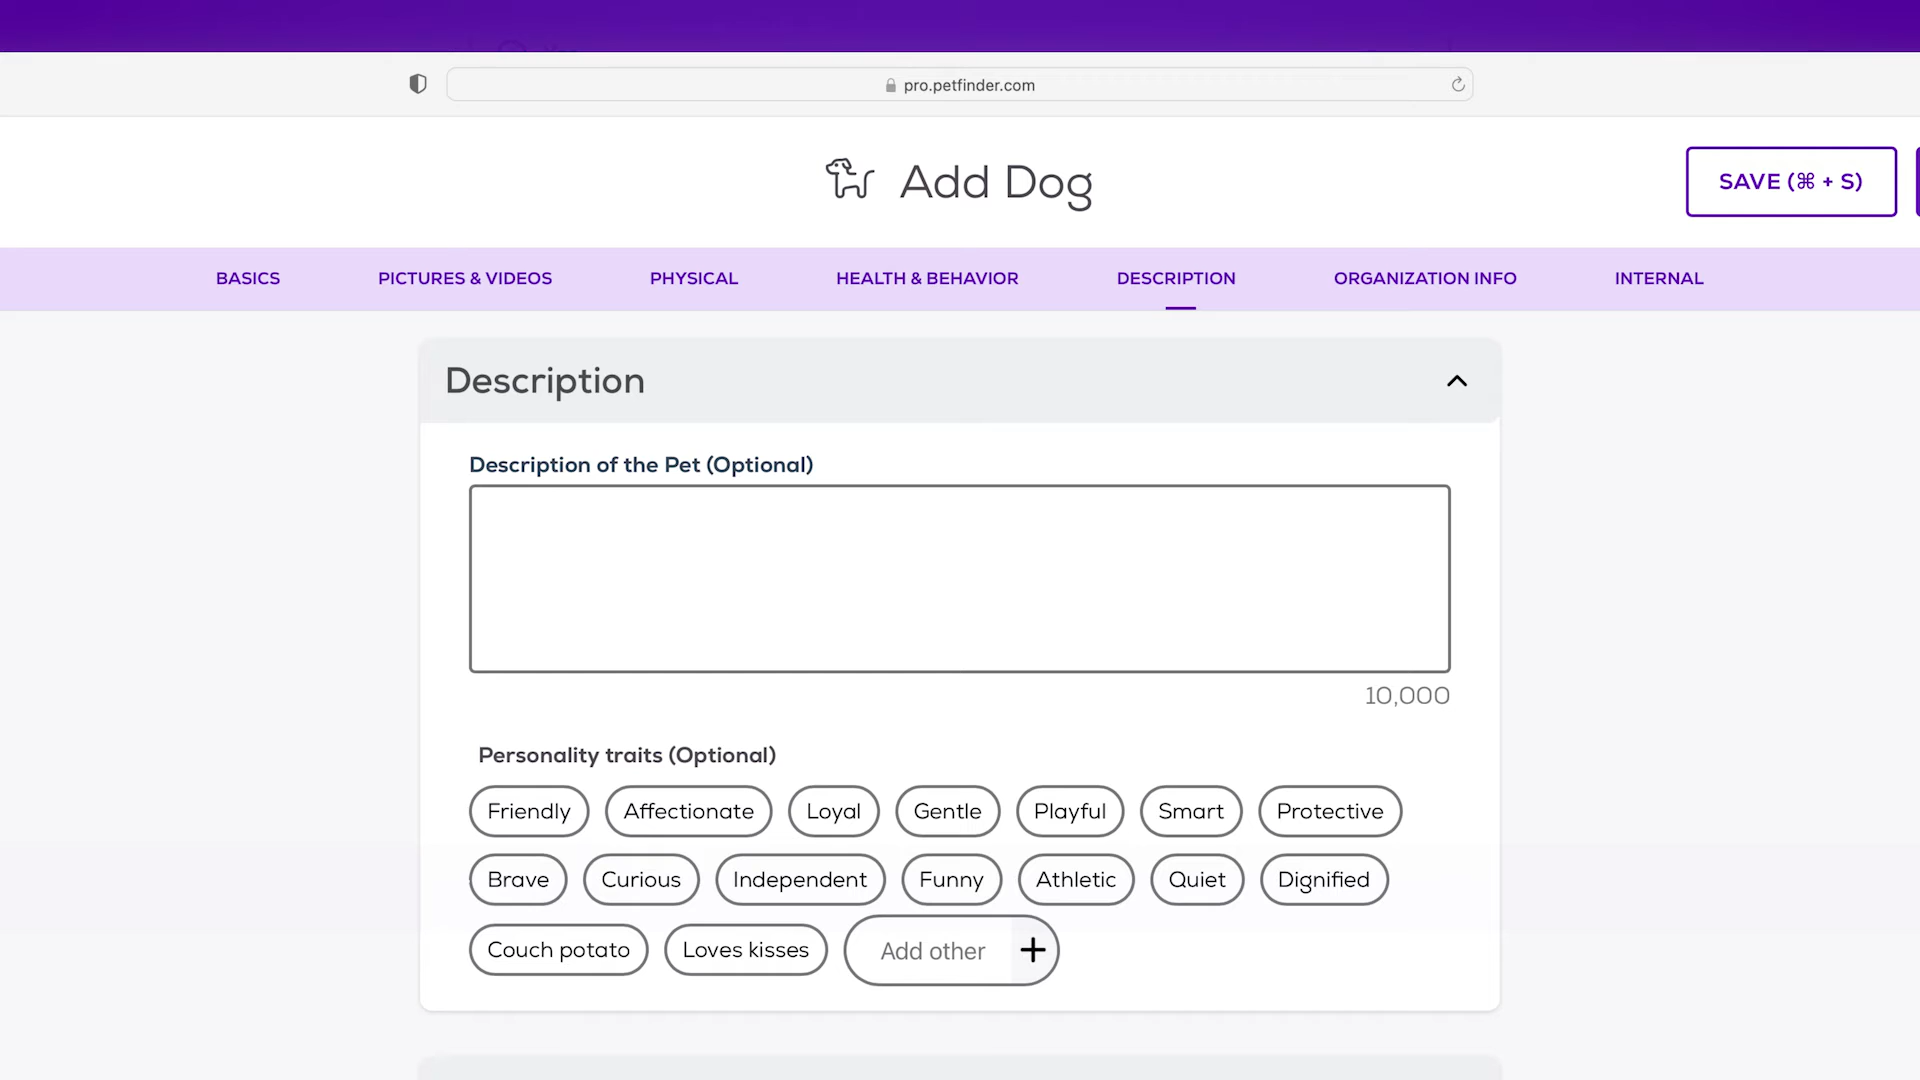 pro.petfinder.com
Add Dog
SAVE (⌘ + S)
BASICS PICTURES & VIDEOS PHYSICAL HEALTH & BEHAVIOR DESCRIPTION ORGANIZATION INFO INTERNAL
Description
Description of the Pet (Optional)
10,000
Personality traits (Optional)
Friendly Affectionate Loyal Gentle Playful Smart Protective
Brave Curious Independent Funny Athletic Quiet Dignified
Couch potato Loves kisses Add other +